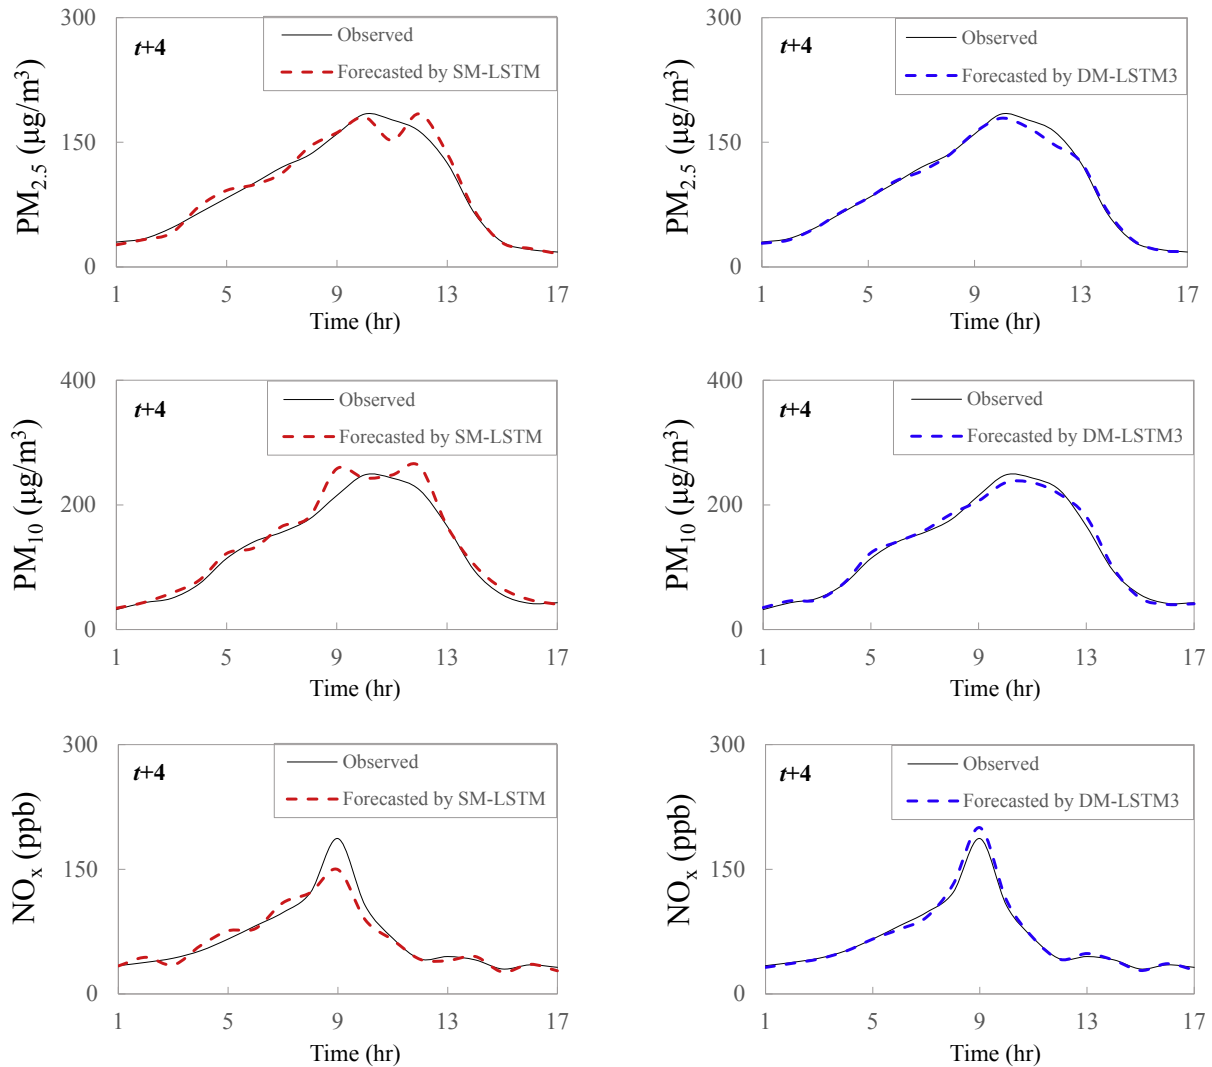 300
t+4
Observed
Forecasted by SM-LSTM
150
0
PM2.5 (μg/m³)
1 5 9 13 17
Time (hr)
300
t+4
Observed
Forecasted by DM-LSTM3
150
0
PM2.5 (μg/m³)
1 5 9 13 17
Time (hr)
400
t+4
Observed
Forecasted by SM-LSTM
200
0
PM10 (μg/m³)
1 5 9 13 17
Time (hr)
400
t+4
Observed
Forecasted by DM-LSTM3
200
0
PM10 (μg/m³)
1 5 9 13 17
Time (hr)
300
t+4
Observed
Forecasted by SM-LSTM
150
0
NOx (ppb)
1 5 9 13 17
Time (hr)
300
t+4
Observed
Forecasted by DM-LSTM3
150
0
NOx (ppb)
1 5 9 13 17
Time (hr)